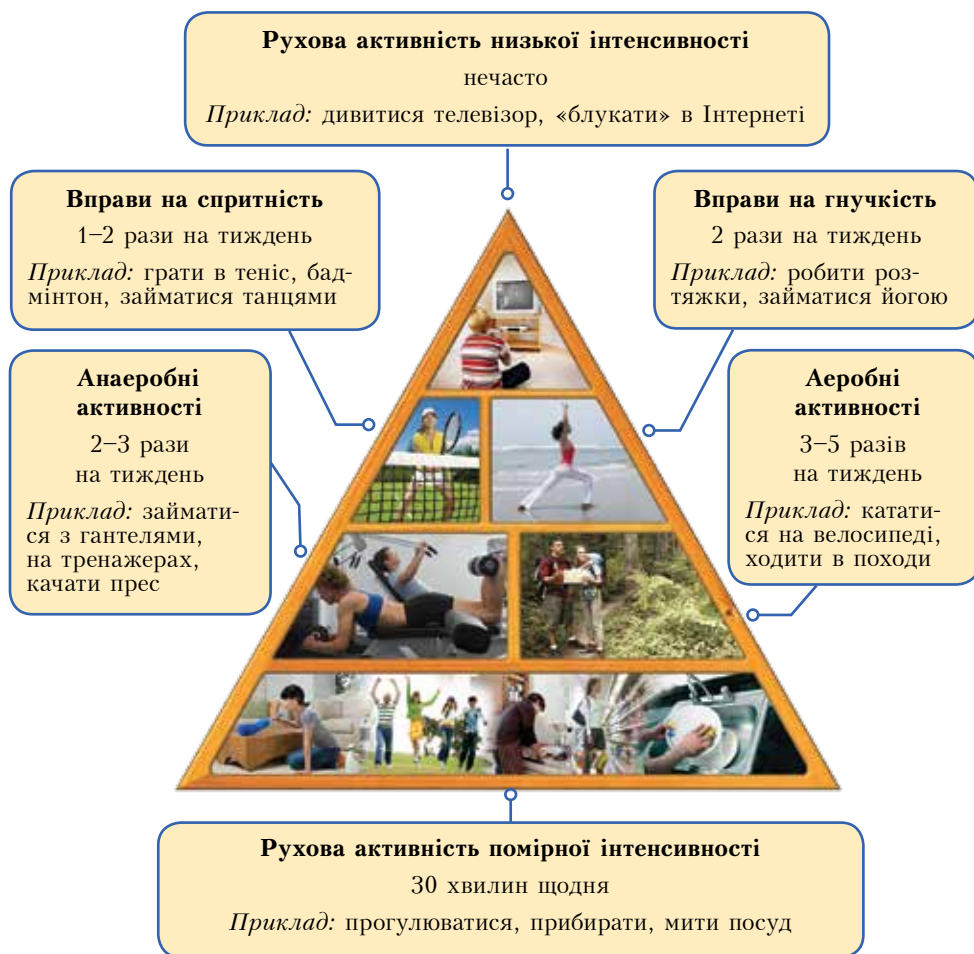 Рухова активність низької інтенсивності
нечасто
Приклад: дивитися телевізор, «блукати» в Інтернеті
Вправи на спритність
1–2 рази на тиждень
Приклад: грати в теніс, бад-
мінтон, займатися танцями
Вправи на гнучкість
2 рази на тиждень
Приклад: робити роз-
тяжки, займатися йогою
Анаеробні
активності
2–3 рази
на тиждень
Приклад: займати-
ся з гантелями,
на тренажерах,
качати прес
Аеробні
активності
3–5 разів
на тиждень
Приклад: ката­ти-
ся на велосипеді,
ходити в походи
Рухова активність помірної інтенсивності
30 хвилин щодня
Приклад: прогулюватися, прибирати, мити посуд